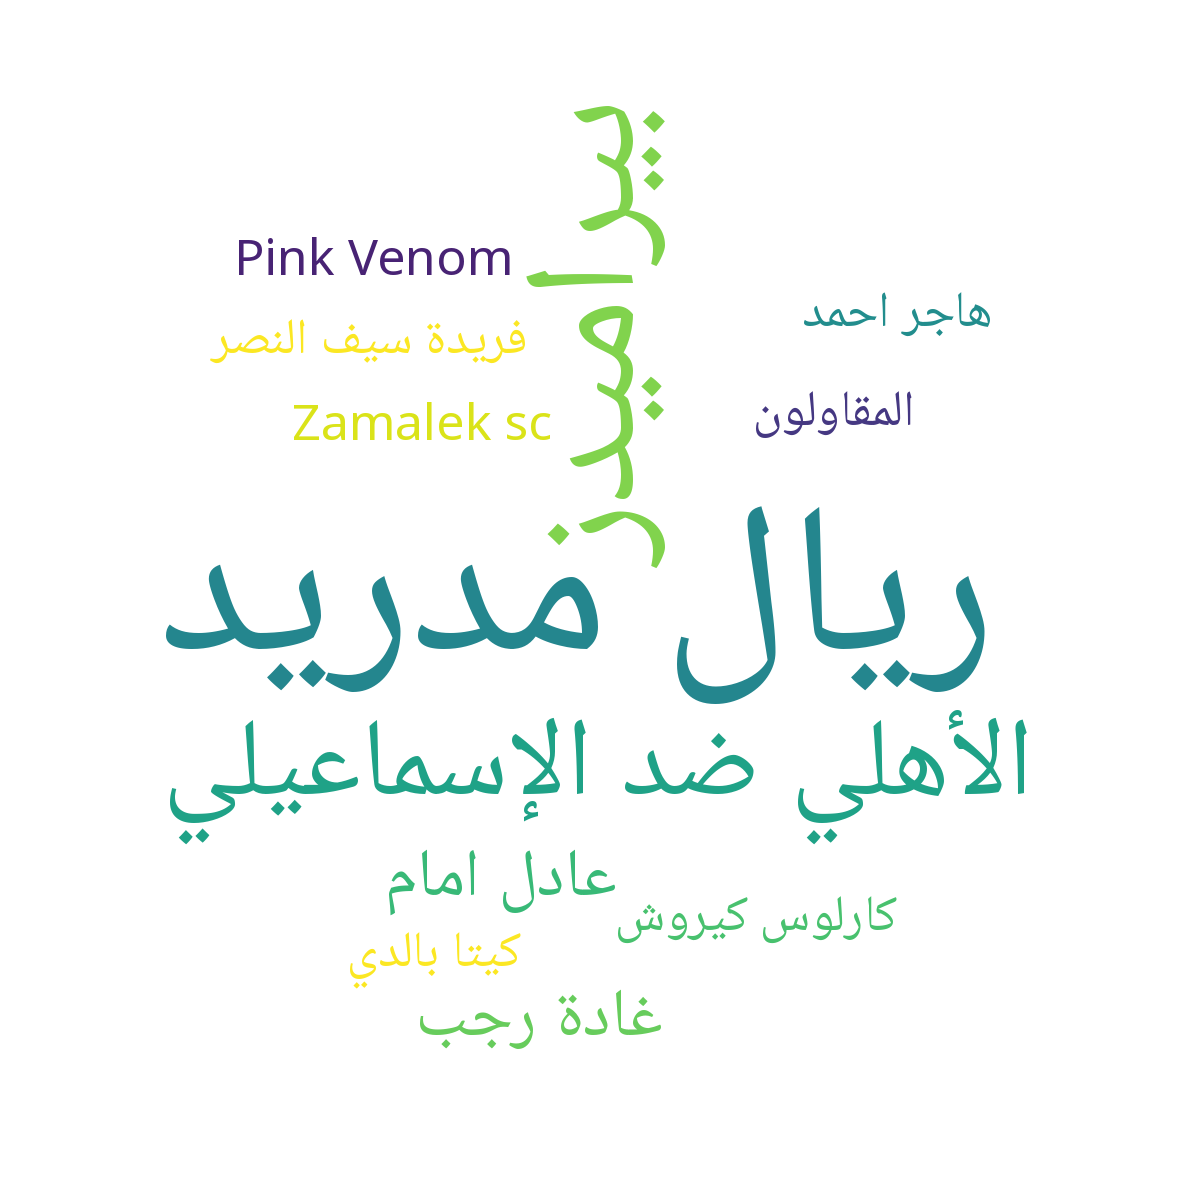 بيراميدز
Pink Venom
هاجر احمد
فريدة سيف النصر
Zamalek sc
المقاولون
ريال مدريد
الأهلي ضد الإسماعيلي
عادل امام
كارلوس كيروش
كيتا بالدي
غادة رجب